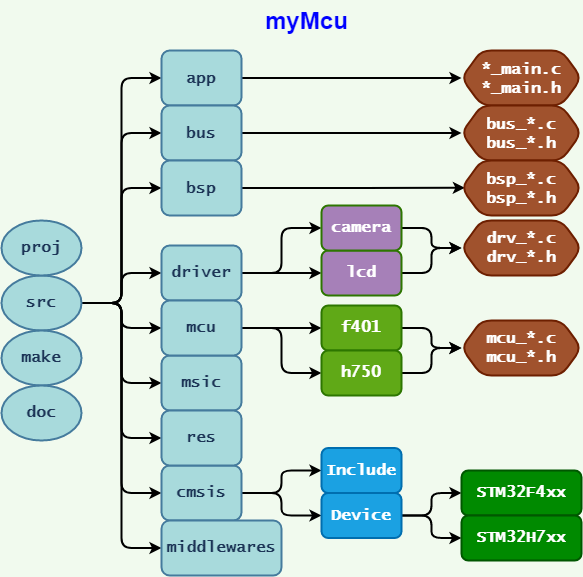 myMcu
proj
src
make
doc
app
bus
bsp
driver
mcu
msic
res
cmsis
middlewares
camera
lcd
f401
h750
Include
Device
*_main.c
*_main.h
bus_*.c
bus_*.h
bsp_*.c
bsp_*.h
drv_*.c
drv_*.h
mcu_*.c
mcu_*.h
STM32F4xx
STM32H7xx